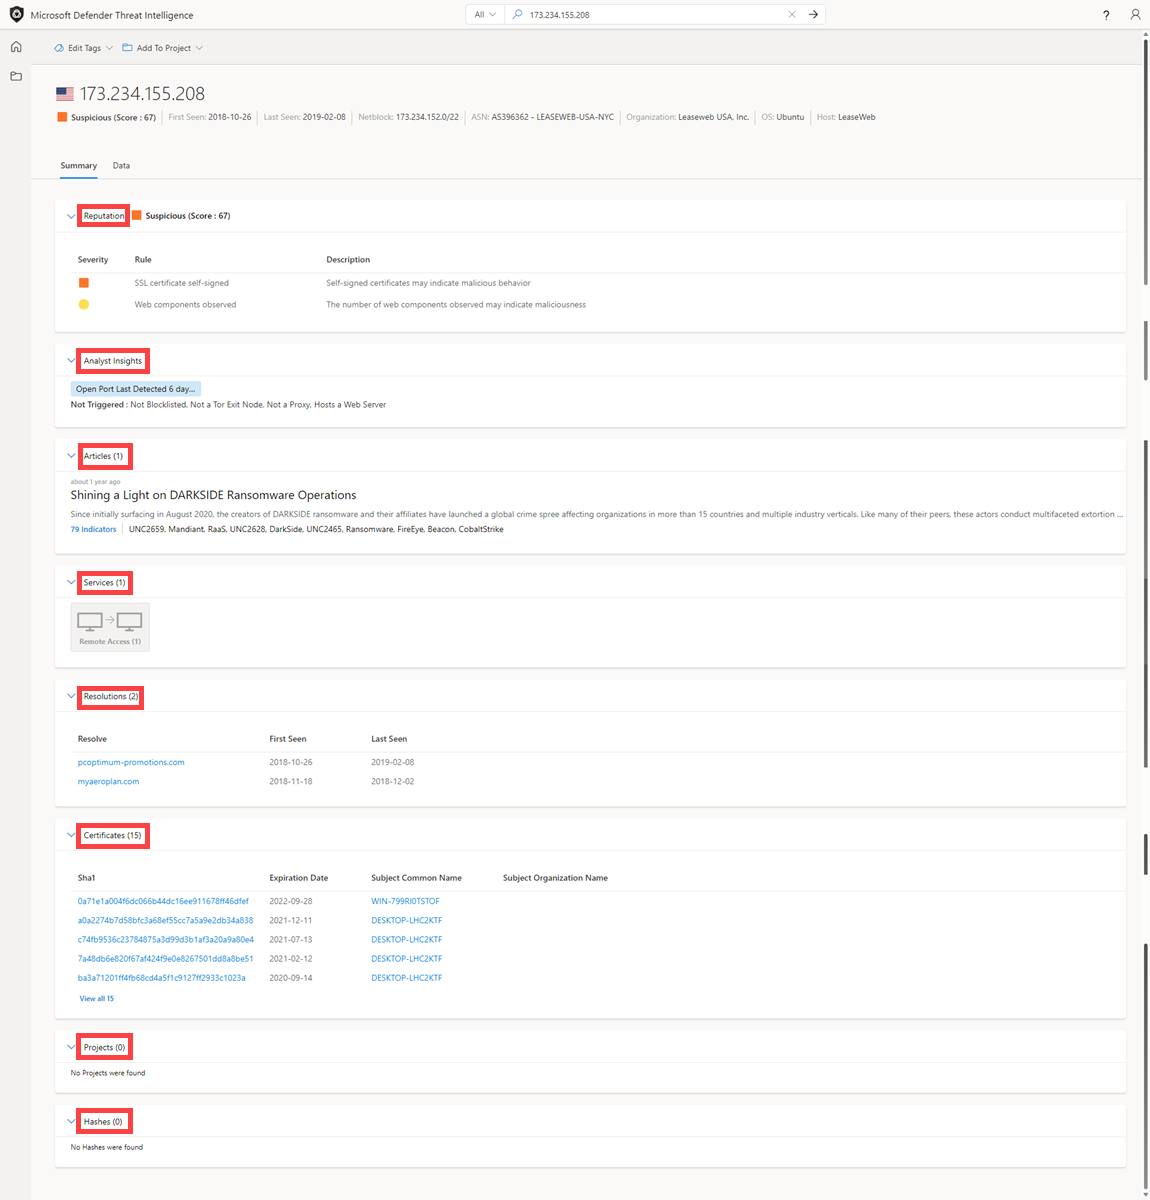 Microsoft Defender Threat Intelligence
All
173.234.155.208
?
Edit Tags
Add To Project
173.234.155.208
Suspicious (Score : 67) First Seen: 2018-10-26 Last Seen: 2019-02-08 Netblock: 173.234.152.0/22 ASN: AS396362 - LEASEWEB-USA-NYC Organization: Leaseweb USA, Inc. OS: Ubuntu Host: LeaseWeb
Summary Data
Reputation Suspicious (Score : 67)
Severity Rule Description
SSL certificate self-signed Self-signed certificates may indicate malicious behavior
Web components observed The number of web components observed may indicate maliciousness
Analyst Insights
Open Port Last Detected 6 day...
Not Triggered : Not Blocklisted, Not a Tor Exit Node, Not a Proxy, Hosts a Web Server
Articles (1)
about 1 year ago
Shining a Light on DARKSIDE Ransomware Operations
Since initially surfacing in August 2020, the creators of DARKSIDE ransomware and their affiliates have launched a global crime spree affecting organizations in more than 15 countries and multiple industry verticals. Like many of their peers, these actors conduct multifaceted extortion ...
79 Indicators UNC2659, Mandiant, RaaS, UNC2628, DarkSide, UNC2465, Ransomware, FireEye, Beacon, CobaltStrike
Services (1)
Remote Access (1)
Resolutions (2)
Resolve First Seen Last Seen
pcoptimum-promotions.com 2018-10-26 2019-02-08
myaeroplan.com 2018-11-18 2018-12-02
Certificates (15)
Sha1 Expiration Date Subject Common Name Subject Organization Name
0a71e1a004f6dc066b44dc16ee911678ff46dfef 2022-09-28 WIN-799RI0TSTOF
a0a2274b7d58bfc3a68ef55cc7a5a9e2db34a838 2021-12-11 DESKTOP-LHC2KTF
c74fb9536c23784875a3d99d3b1af3a20a9a80e4 2021-07-13 DESKTOP-LHC2KTF
7a48db6e820f67af424f9e0e8267501dd8a8be51 2021-02-12 DESKTOP-LHC2KTF
ba3a71201ff4fb68cd4a5f1c9127ff2933c1023a 2020-09-14 DESKTOP-LHC2KTF
View all 15
Projects (0)
No Projects were found
Hashes (0)
No Hashes were found